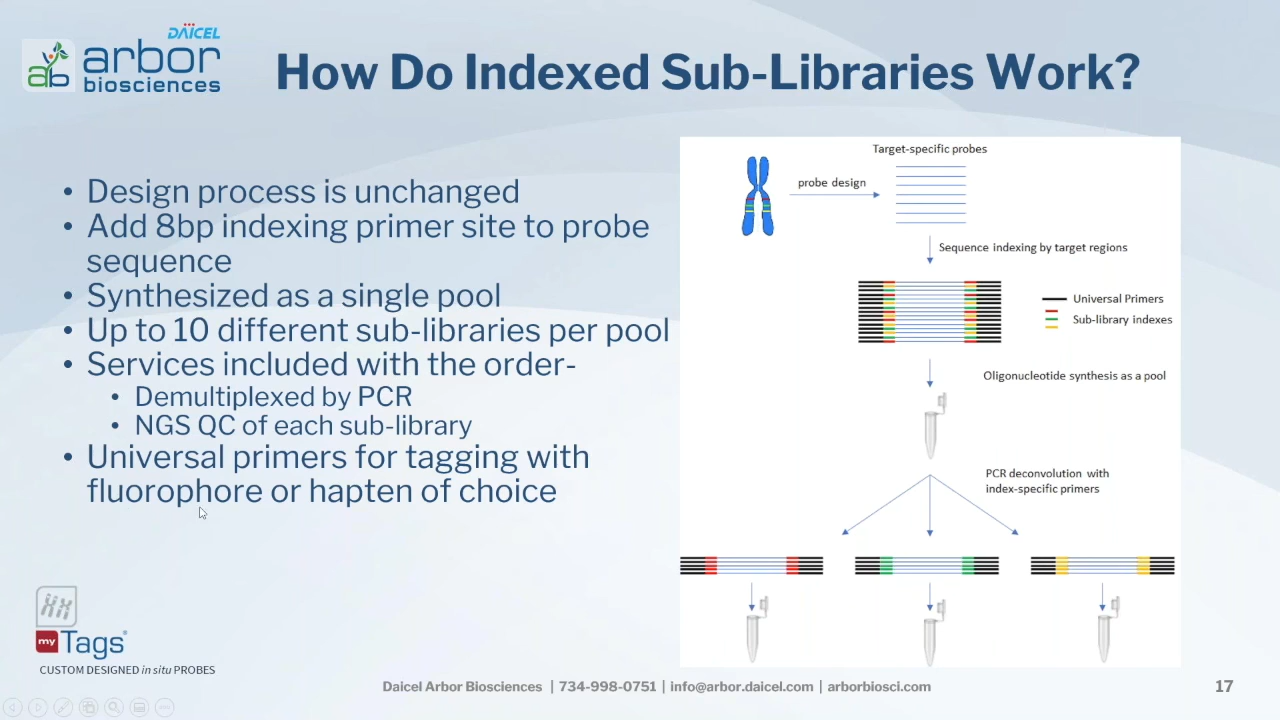 DAÏCEL
arbor
biosciences
ab
How Do Indexed Sub-Libraries Work?
• Design process is unchanged
• Add 8bp indexing primer site to probe
sequence
• Synthesized as a single pool
• Up to 10 different sub-libraries per pool
• Services included with the order-
• Demultiplexed by PCR
• NGS QC of each sub-library
• Universal primers for tagging with
fluorophore or hapten of choice
Target-specific probes
probe design
Sequence indexing by target regions
Universal Primers
Sub-library indexes
Oligonucleotide synthesis as a pool
PCR deconvolution with
index-specific primers
my Tags®
CUSTOM DESIGNED in situ PROBES
Daicel Arbor Biosciences | 734-998-0751 | info@arbor.daicel.com | arborbiosci.com
17